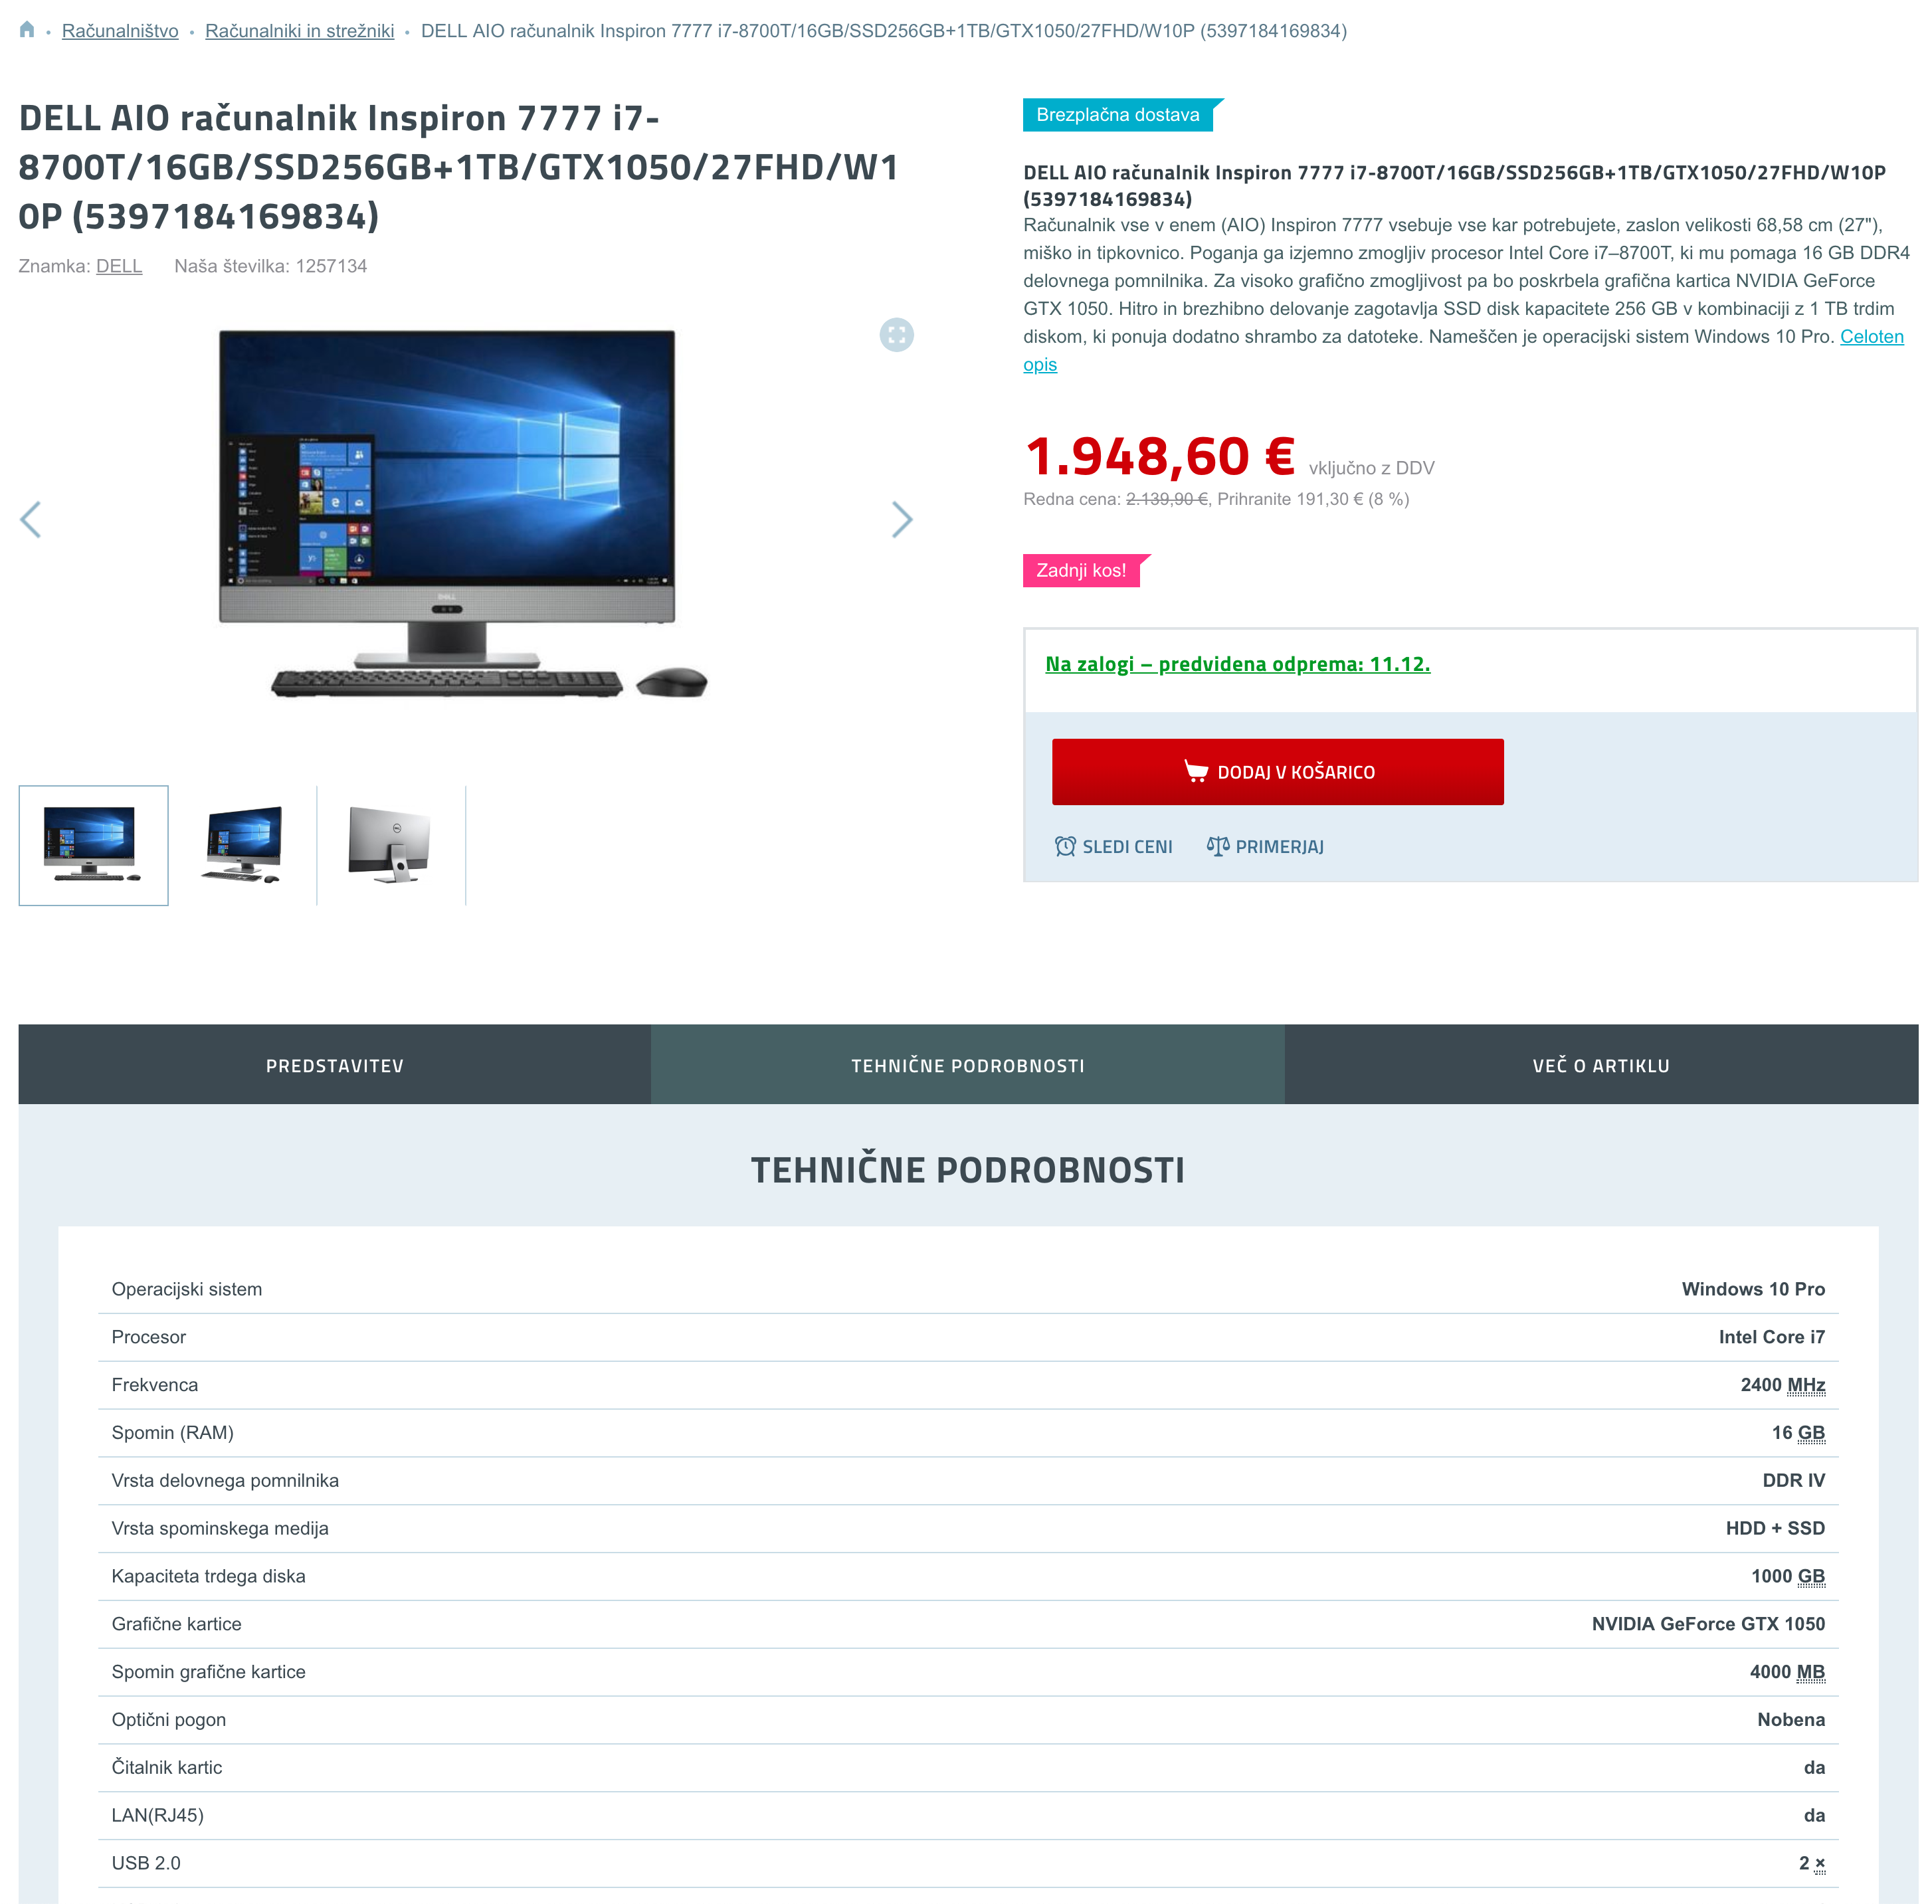 Računalništvo • Računalniki in strežniki • DELL AIO računalnik Inspiron 7777 i7-8700T/16GB/SSD256GB+1TB/GTX1050/27FHD/W10P (5397184169834)
DELL AIO računalnik Inspiron 7777 i7-
8700T/16GB/SSD256GB+1TB/GTX1050/27FHD/W1
0P (5397184169834)
Znamka: DELL Naša številka: 1257134
DELL
Brezplačna dostava
DELL AIO računalnik Inspiron 7777 i7-8700T/16GB/SSD256GB+1TB/GTX1050/27FHD/W10P
(5397184169834)
Računalnik vse v enem (AIO) Inspiron 7777 vsebuje vse kar potrebujete, zaslon velikosti 68,58 cm (27"),
miško in tipkovnico. Poganja ga izjemno zmogljiv procesor Intel Core i7–8700T, ki mu pomaga 16 GB DDR4
delovnega pomnilnika. Za visoko grafično zmogljivost pa bo poskrbela grafična kartica NVIDIA GeForce
GTX 1050. Hitro in brezhibno delovanje zagotavlja SSD disk kapacitete 256 GB v kombinaciji z 1 TB trdim
diskom, ki ponuja dodatno shrambo za datoteke. Nameščen je operacijski sistem Windows 10 Pro. Celoten
opis
1.948,60 € vključno z DDV
Redna cena: 2.139,90 €, Prihranite 191,30 € (8 %)
Zadnji kos!
Na zalogi – predvidena odprema: 11.12.
DODAJ V KOŠARICO
SLEDI CENI PRIMERJAJ
PREDSTAVITEV TEHNIČNE PODROBNOSTI VEČ O ARTIKLU
TEHNIČNE PODROBNOSTI
Operacijski sistem Windows 10 Pro
Procesor Intel Core i7
Frekvenca 2400 MHz
Spomin (RAM) 16 GB
Vrsta delovnega pomnilnika DDR IV
Vrsta spominskega medija HDD + SSD
Kapaciteta trdega diska 1000 GB
Grafične kartice NVIDIA GeForce GTX 1050
Spomin grafične kartice 4000 MB
Optični pogon Nobena
Čitalnik kartic da
LAN(RJ45) da
USB 2.0 2 ×